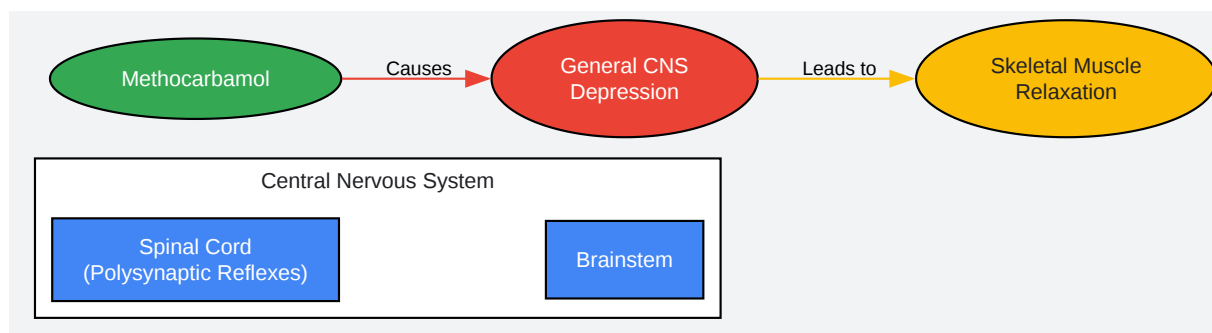 Methocarbamol
Causes
General CNS
Depression
Leads to
Skeletal Muscle
Relaxation
Central Nervous System
Spinal Cord
(Polysynaptic Reflexes)
Brainstem